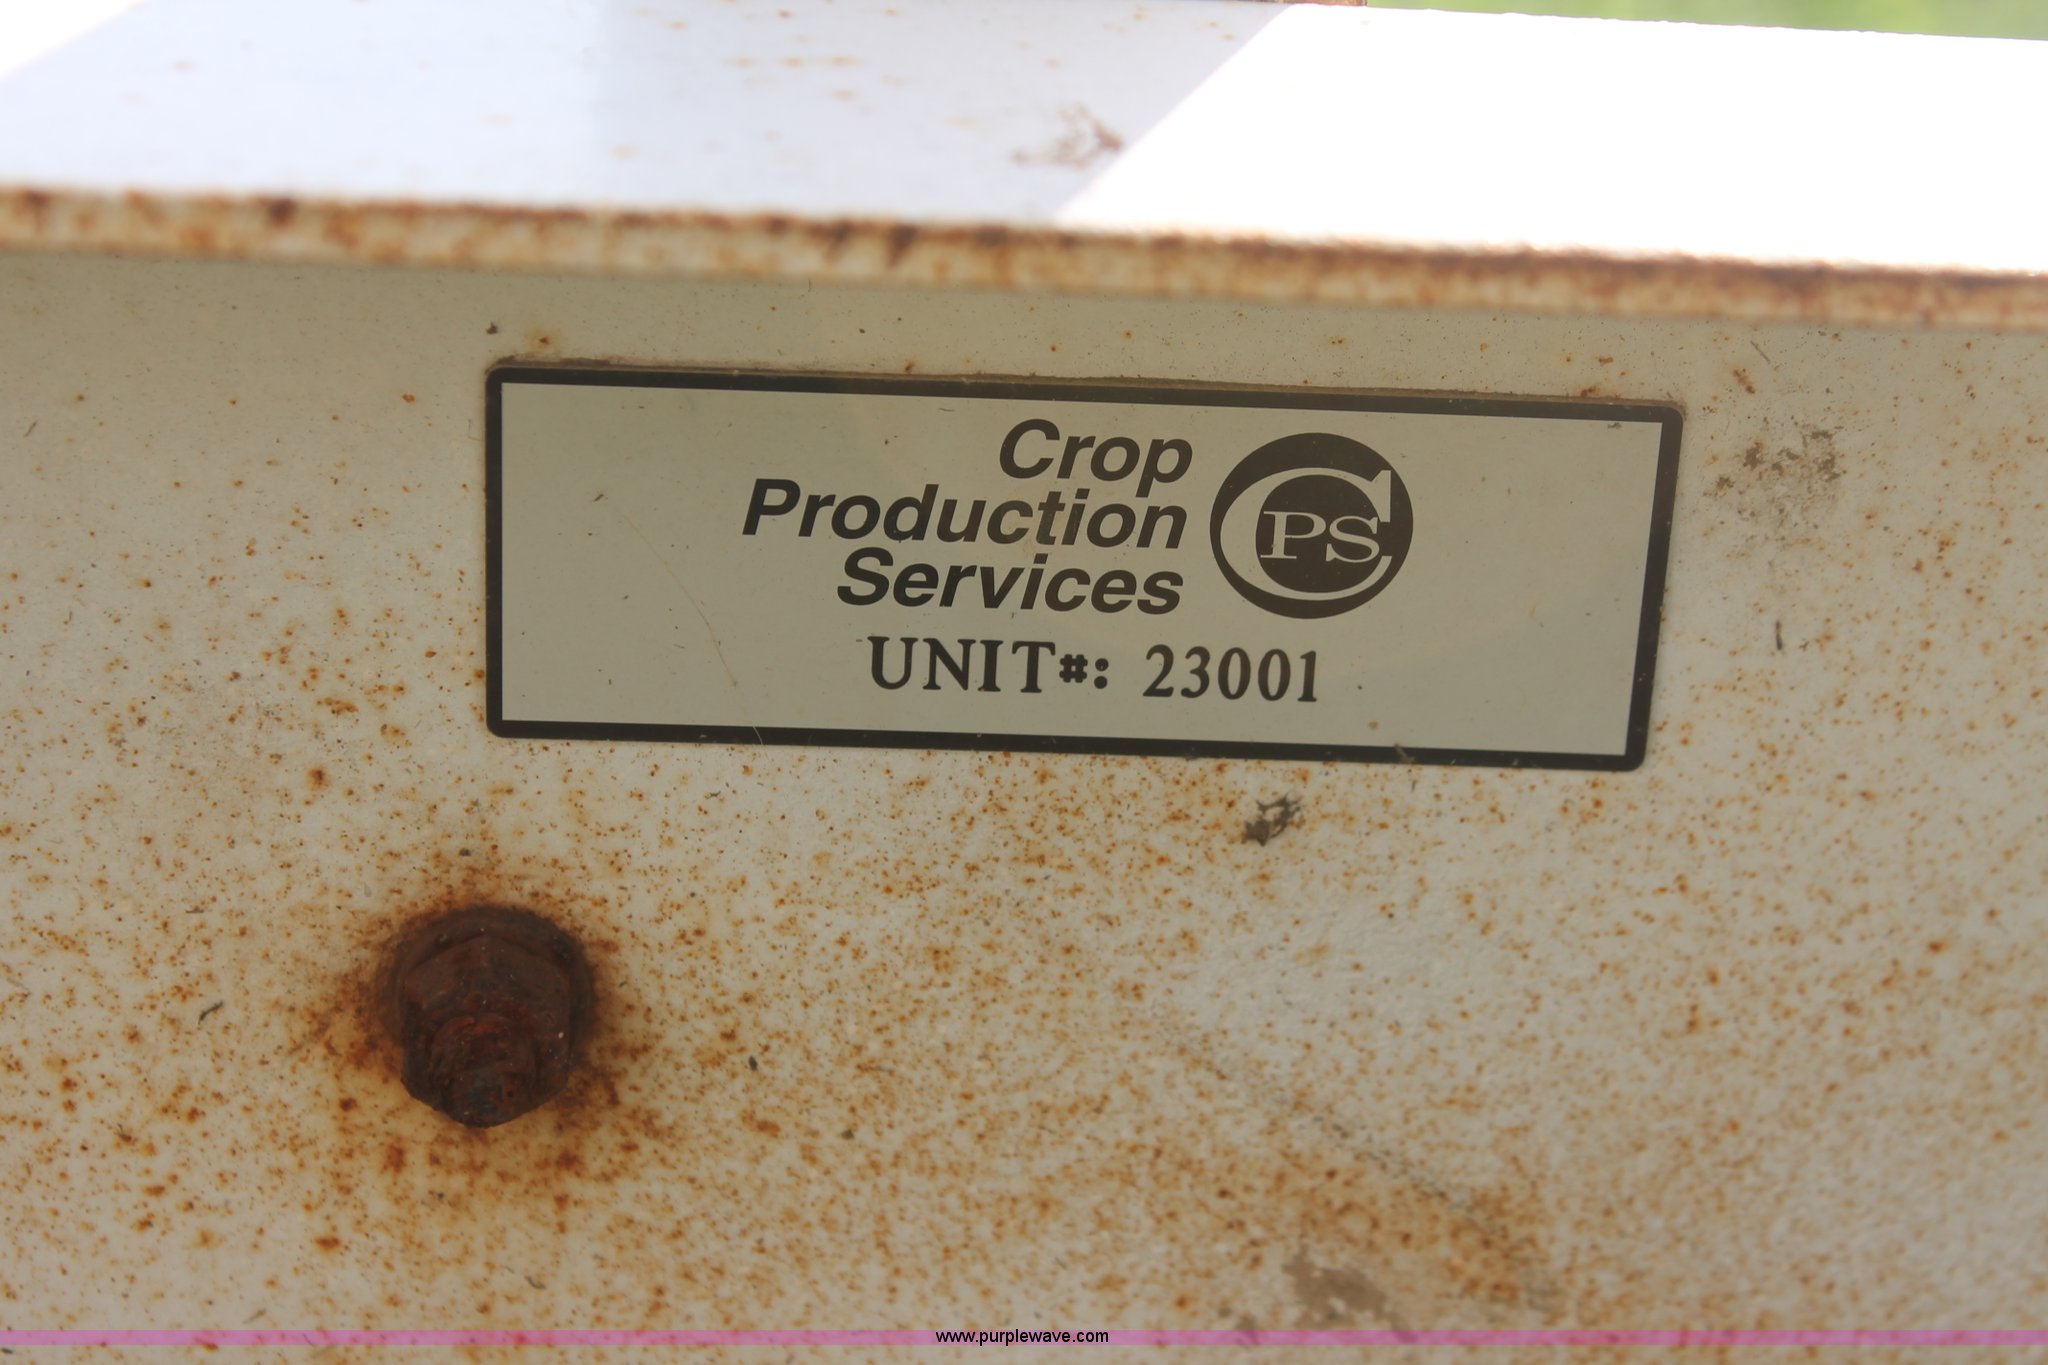 Crop
Production
Services
CPS
UNIT#: 23001
www.purplewave.com